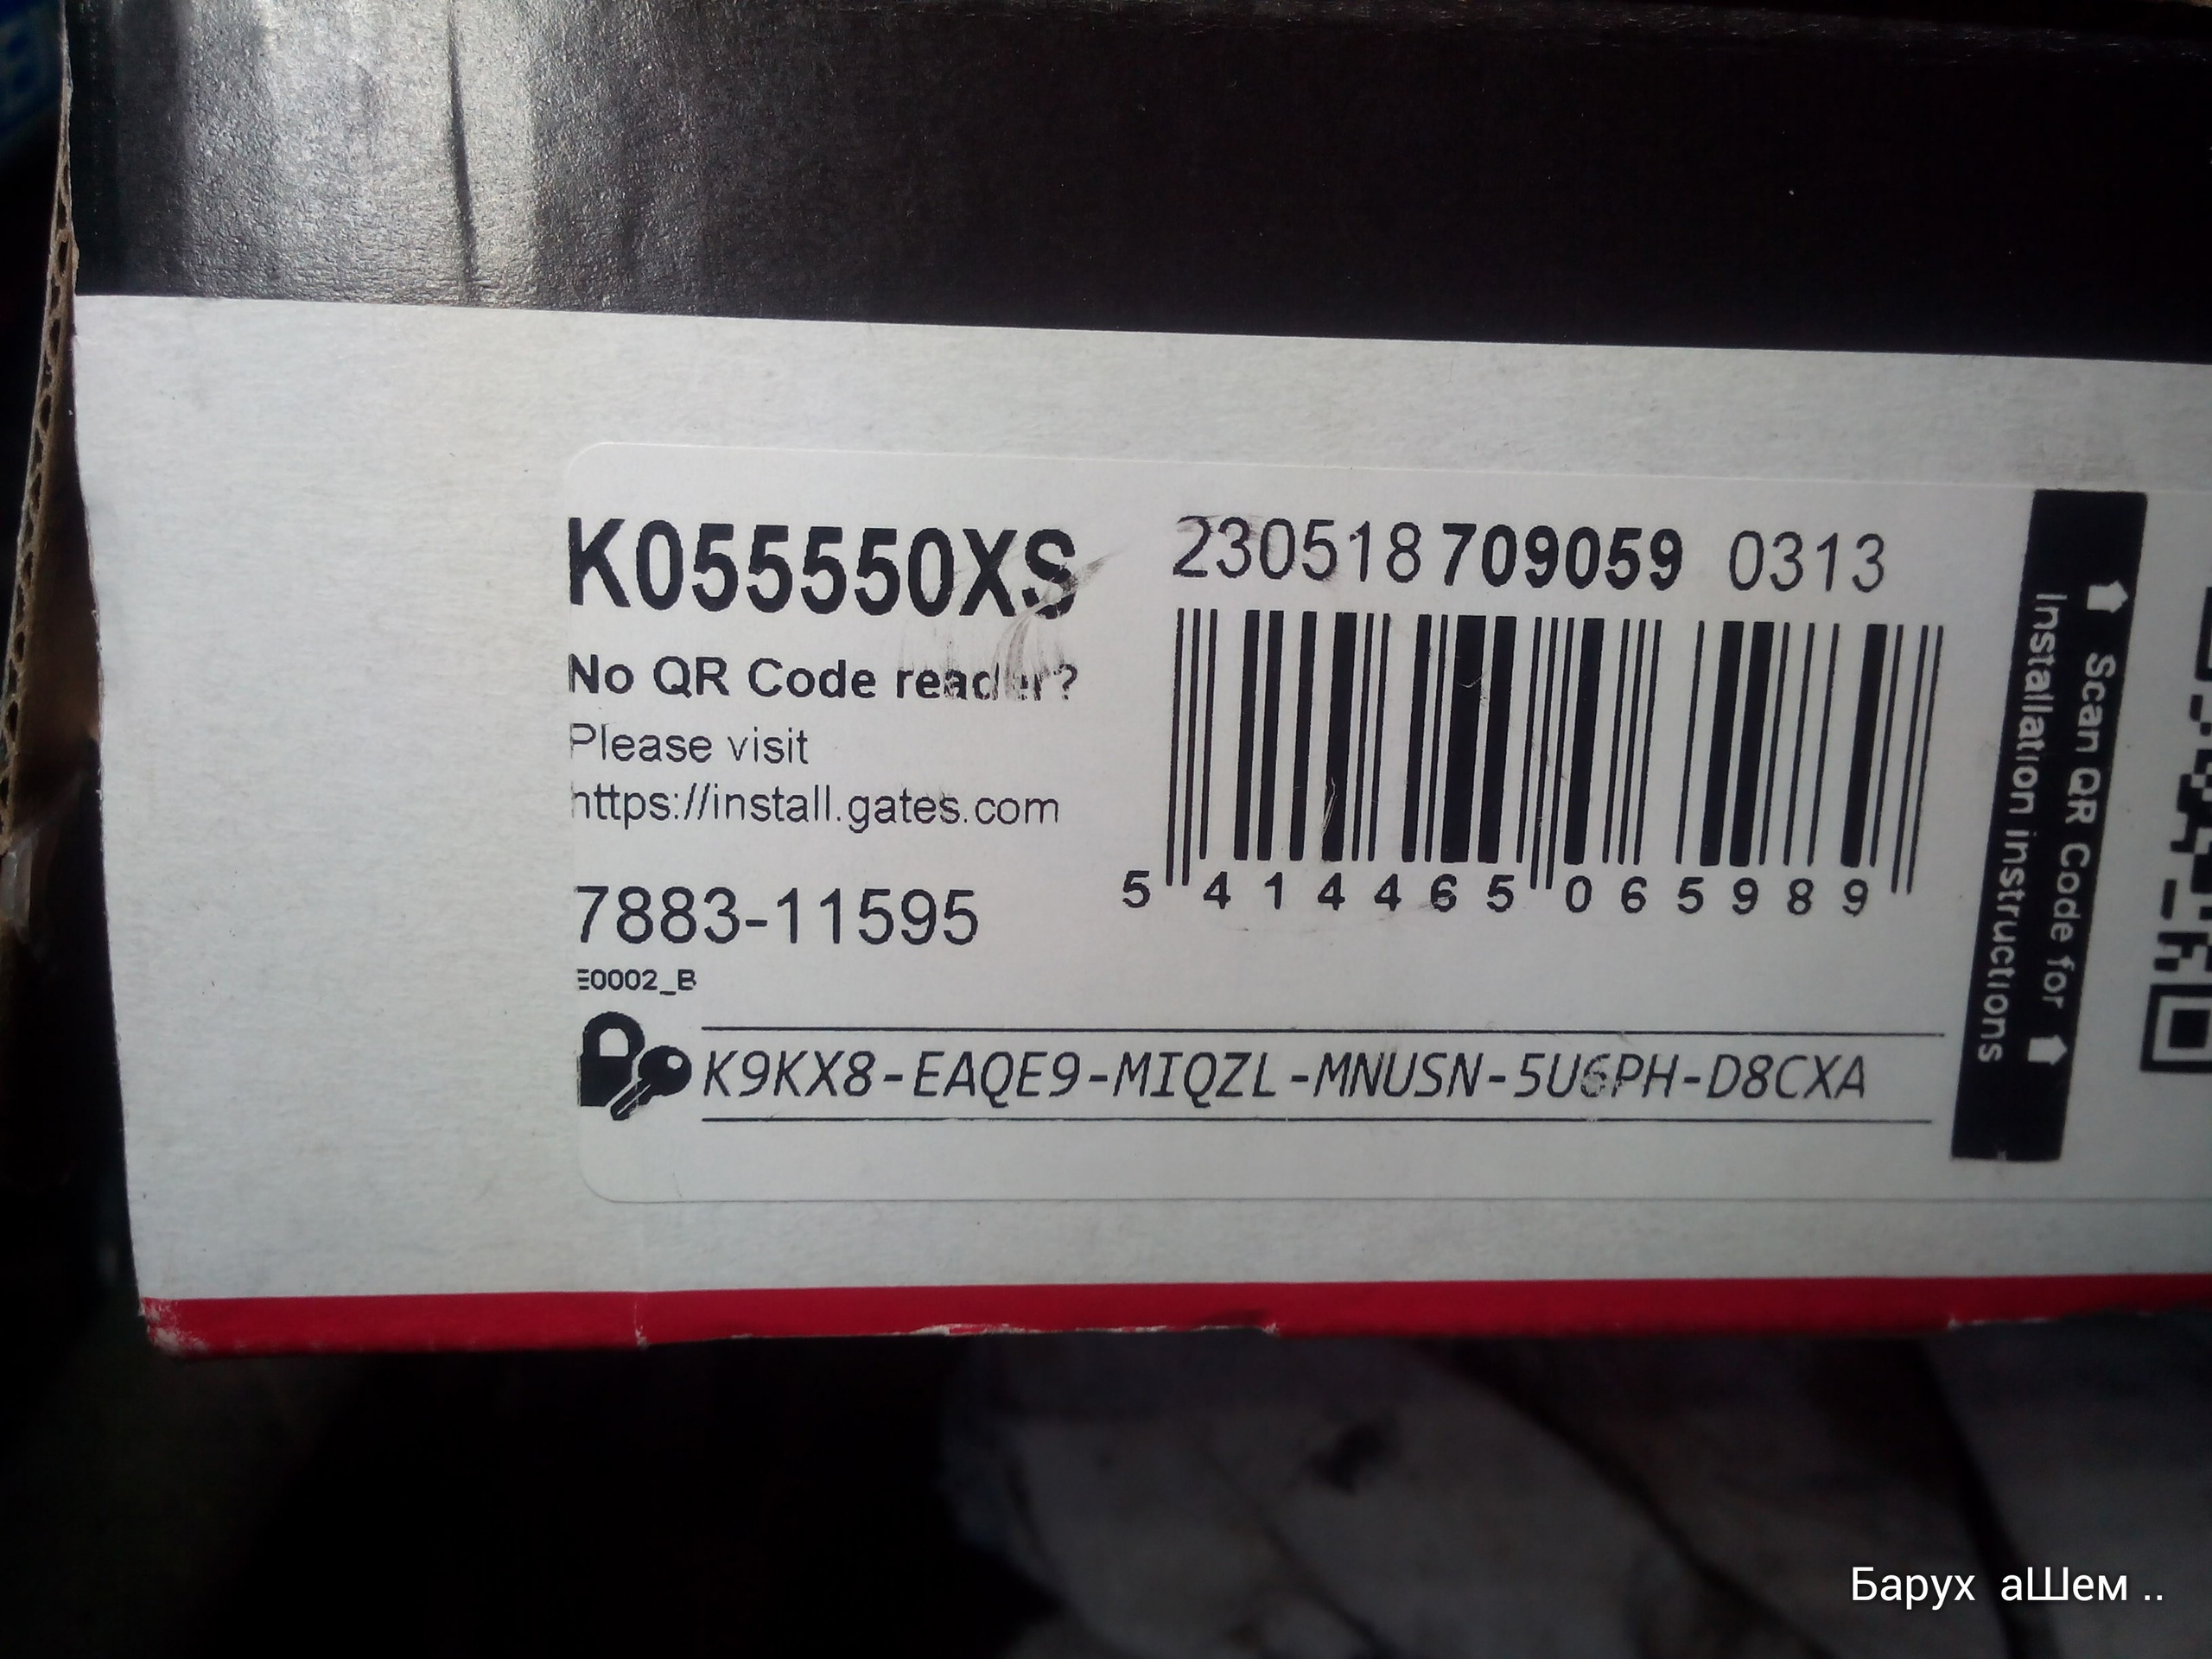 K055550XS
No QR Code reader?
Please visit
https://install.gates.com
7883-11595
E0002_B
230518 709059 0313
5 414465 065989
K9KX8-EAQE9-MIQZL-MNUSN-5U6PH-D8CXA
Scan QR Code for
Installation instructions
Барух аШем ..